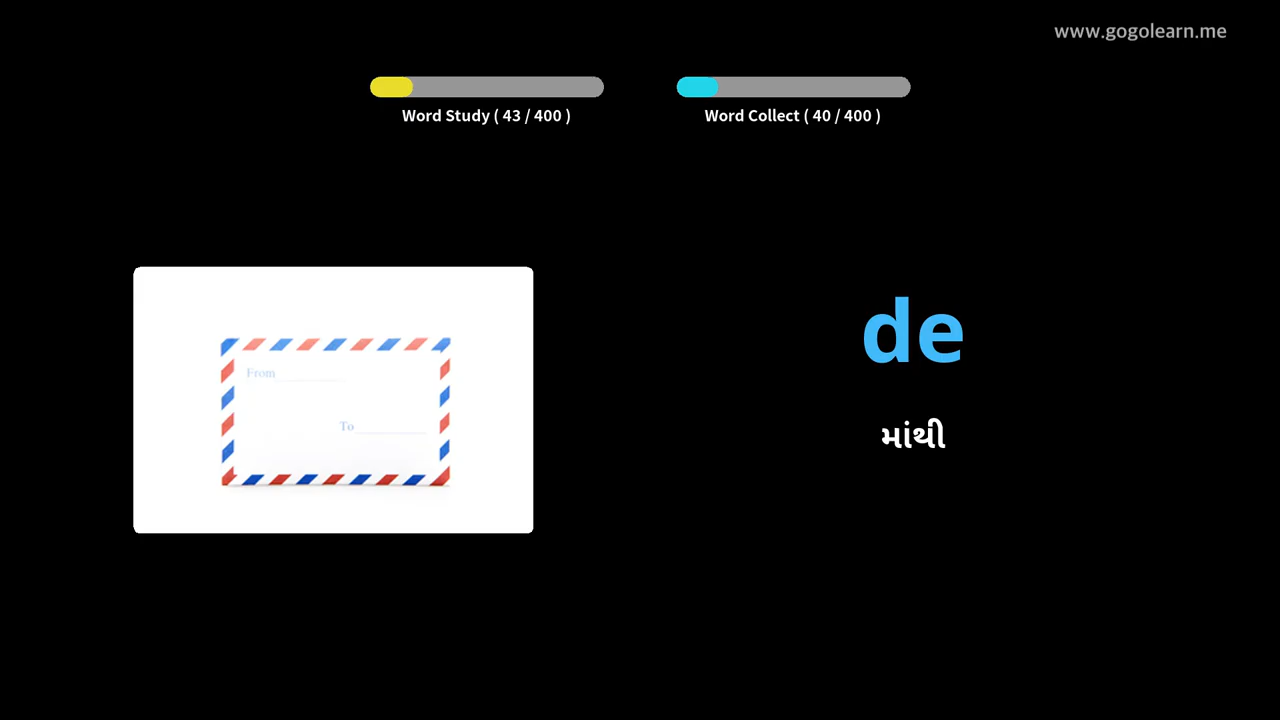 www.gogolearn.me
Word Study ( 43 / 400 )
Word Collect ( 40 / 400 )
From
To
de
માંથી